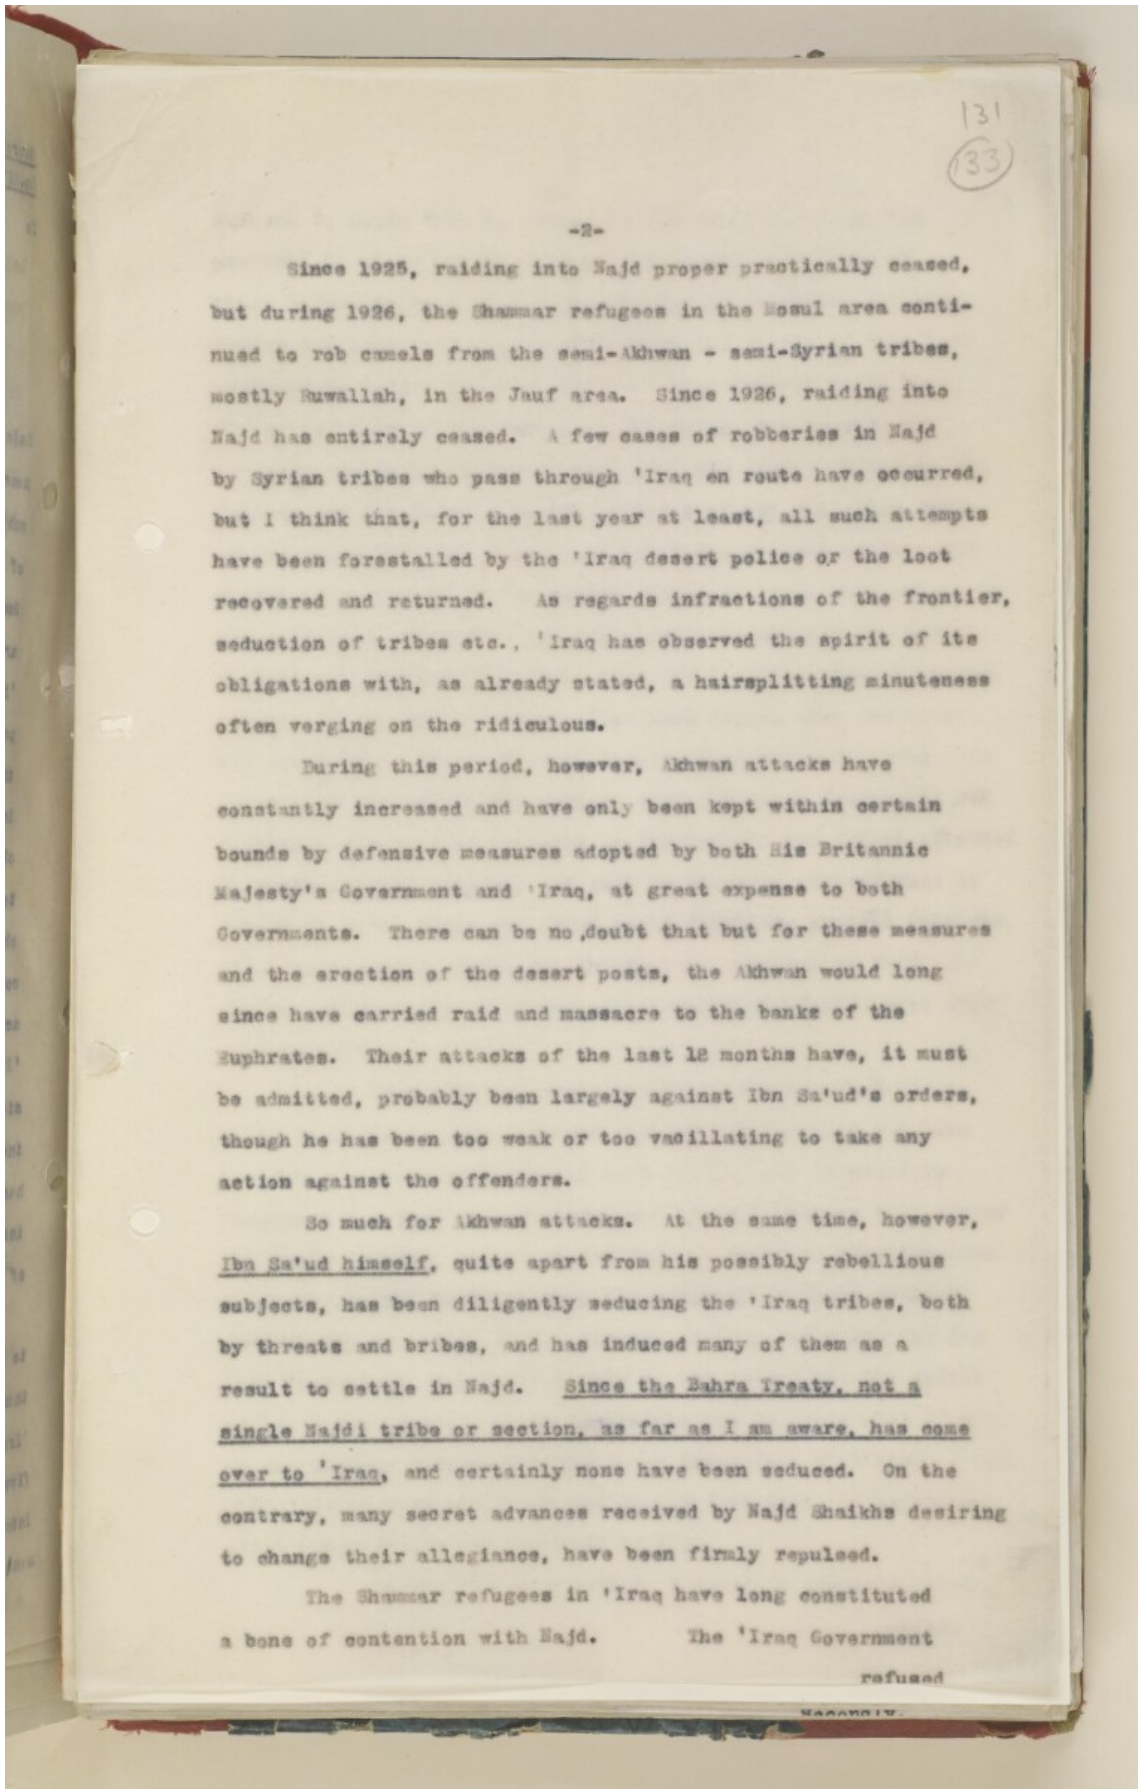 131
133
-2-
Since 1925, raiding into Najd proper practically ceased,
but during 1926, the Shammar refugees in the Mosul area conti-
nued to rob camels from the semi-Akhwan - semi-Syrian tribes,
mostly Ruwallah, in the Jauf area. Since 1926, raiding into
Najd has entirely ceased. A few cases of robberies in Najd
by Syrian tribes who pass through 'Iraq en route have occurred,
but I think that, for the last year at least, all such attempts
have been forestalled by the 'Iraq desert police or the loot
recovered and returned. As regards infractions of the frontier,
seduction of tribes etc., 'Iraq has observed the spirit of its
obligations with, as already stated, a hairsplitting minuteness
often verging on the ridiculous.
During this period, however, Akhwan attacks have
constantly increased and have only been kept within certain
bounds by defensive measures adopted by both His Britannic
Majesty's Government and 'Iraq, at great expense to both
Governments. There can be no ,doubt that but for these measures
and the erection of the desert posts, the Akhwan would long
since have carried raid and massacre to the banks of the
Euphrates. Their attacks of the last 12 months have, it must
be admitted, probably been largely against Ibn Sa'ud's orders,
though he has been too weak or too vacillating to take any
action against the offenders.
So much for Akhwan attacks. At the same time, however,
Ibn Sa'ud himself, quite apart from his possibly rebellious
subjects, has been diligently seducing the 'Iraq tribes, both
by threats and bribes, and has induced many of them as a
result to settle in Najd. Since the Bahra Treaty, not a
single Najdi tribe or section, as far as I am aware, has come
over to 'Iraq, and certainly none have been seduced. On the
contrary, many secret advances received by Najd Shaikhs desiring
to change their allegiance, have been firmly repulsed.
The Shammar refugees in 'Iraq have long constituted
a bone of contention with Najd. The 'Iraq Government
refused
Secondly,